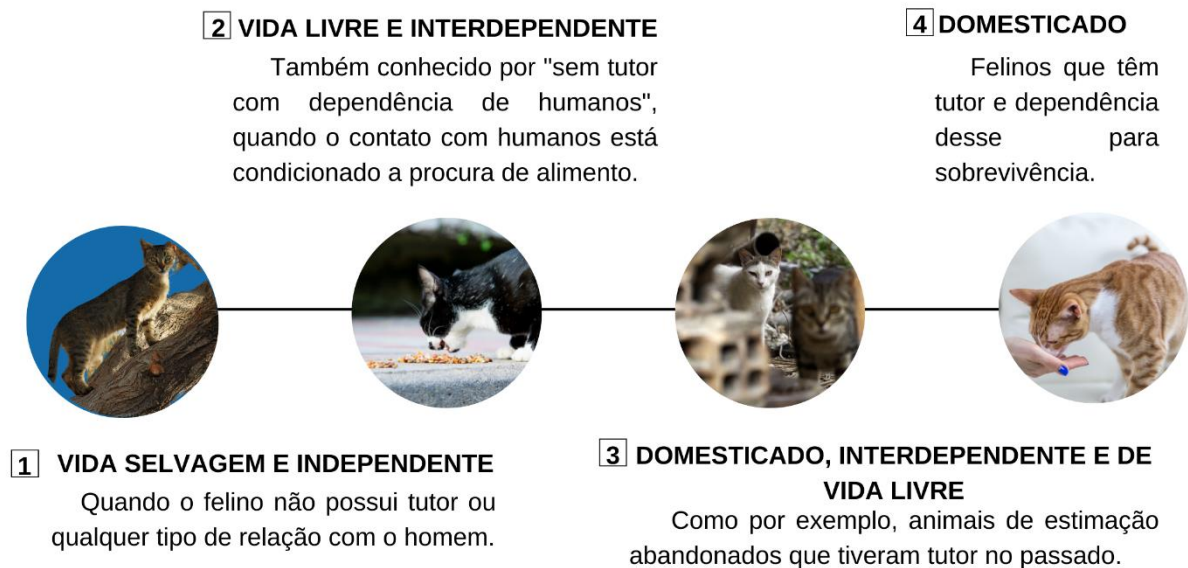 2 VIDA LIVRE E INTERDEPENDENTE
Também conhecido por "sem tutor
com dependência de humanos",
quando o contato com humanos está
condicionado a procura de alimento.
4 DOMESTICADO
Felinos que têm
tutor e dependência
desse para
sobrevivência.
1 VIDA SELVAGEM E INDEPENDENTE
Quando o felino não possui tutor ou
qualquer tipo de relação com o homem.
3 DOMESTICADO, INTERDEPENDENTE E DE
VIDA LIVRE
Como por exemplo, animais de estimação
abandonados que tiveram tutor no passado.